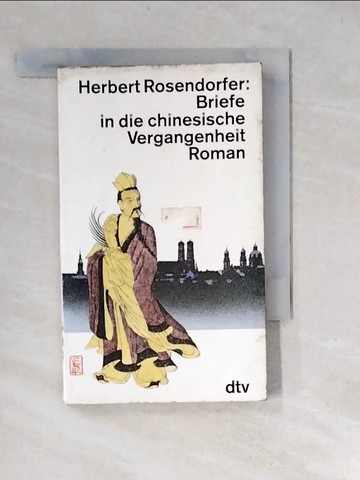 Herbert Rosendorfer:
Briefe
in die chinesische
Vergangenheit
Roman
dtv